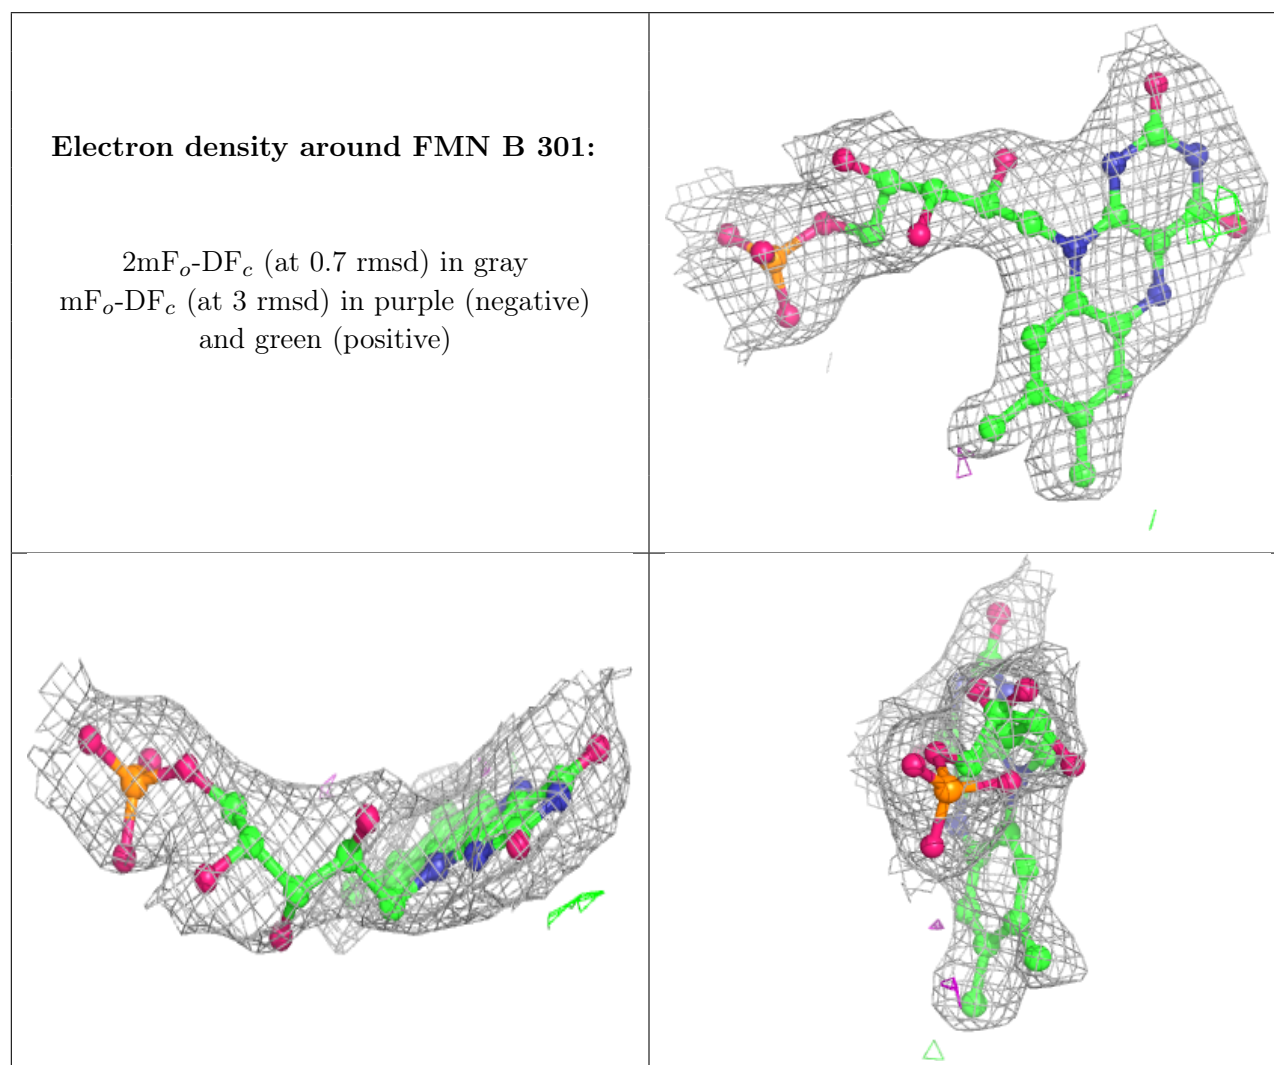 Electron density around FMN B 301:
2mFo-DFc (at 0.7 rmsd) in gray
mFo-DFc (at 3 rmsd) in purple (negative)
and green (positive)